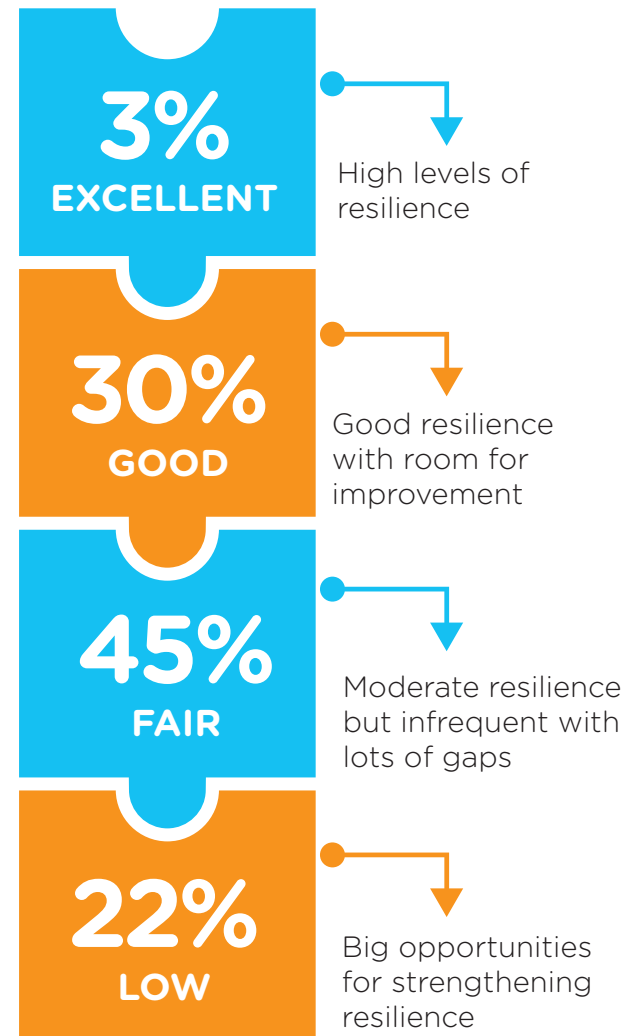 3%
EXCELLENT
High levels of
resilience
30%
GOOD
Good resilience
with room for
improvement
45%
FAIR
Moderate resilience
but infrequent with
lots of gaps
22%
LOW
Big opportunities
for strengthening
resilience